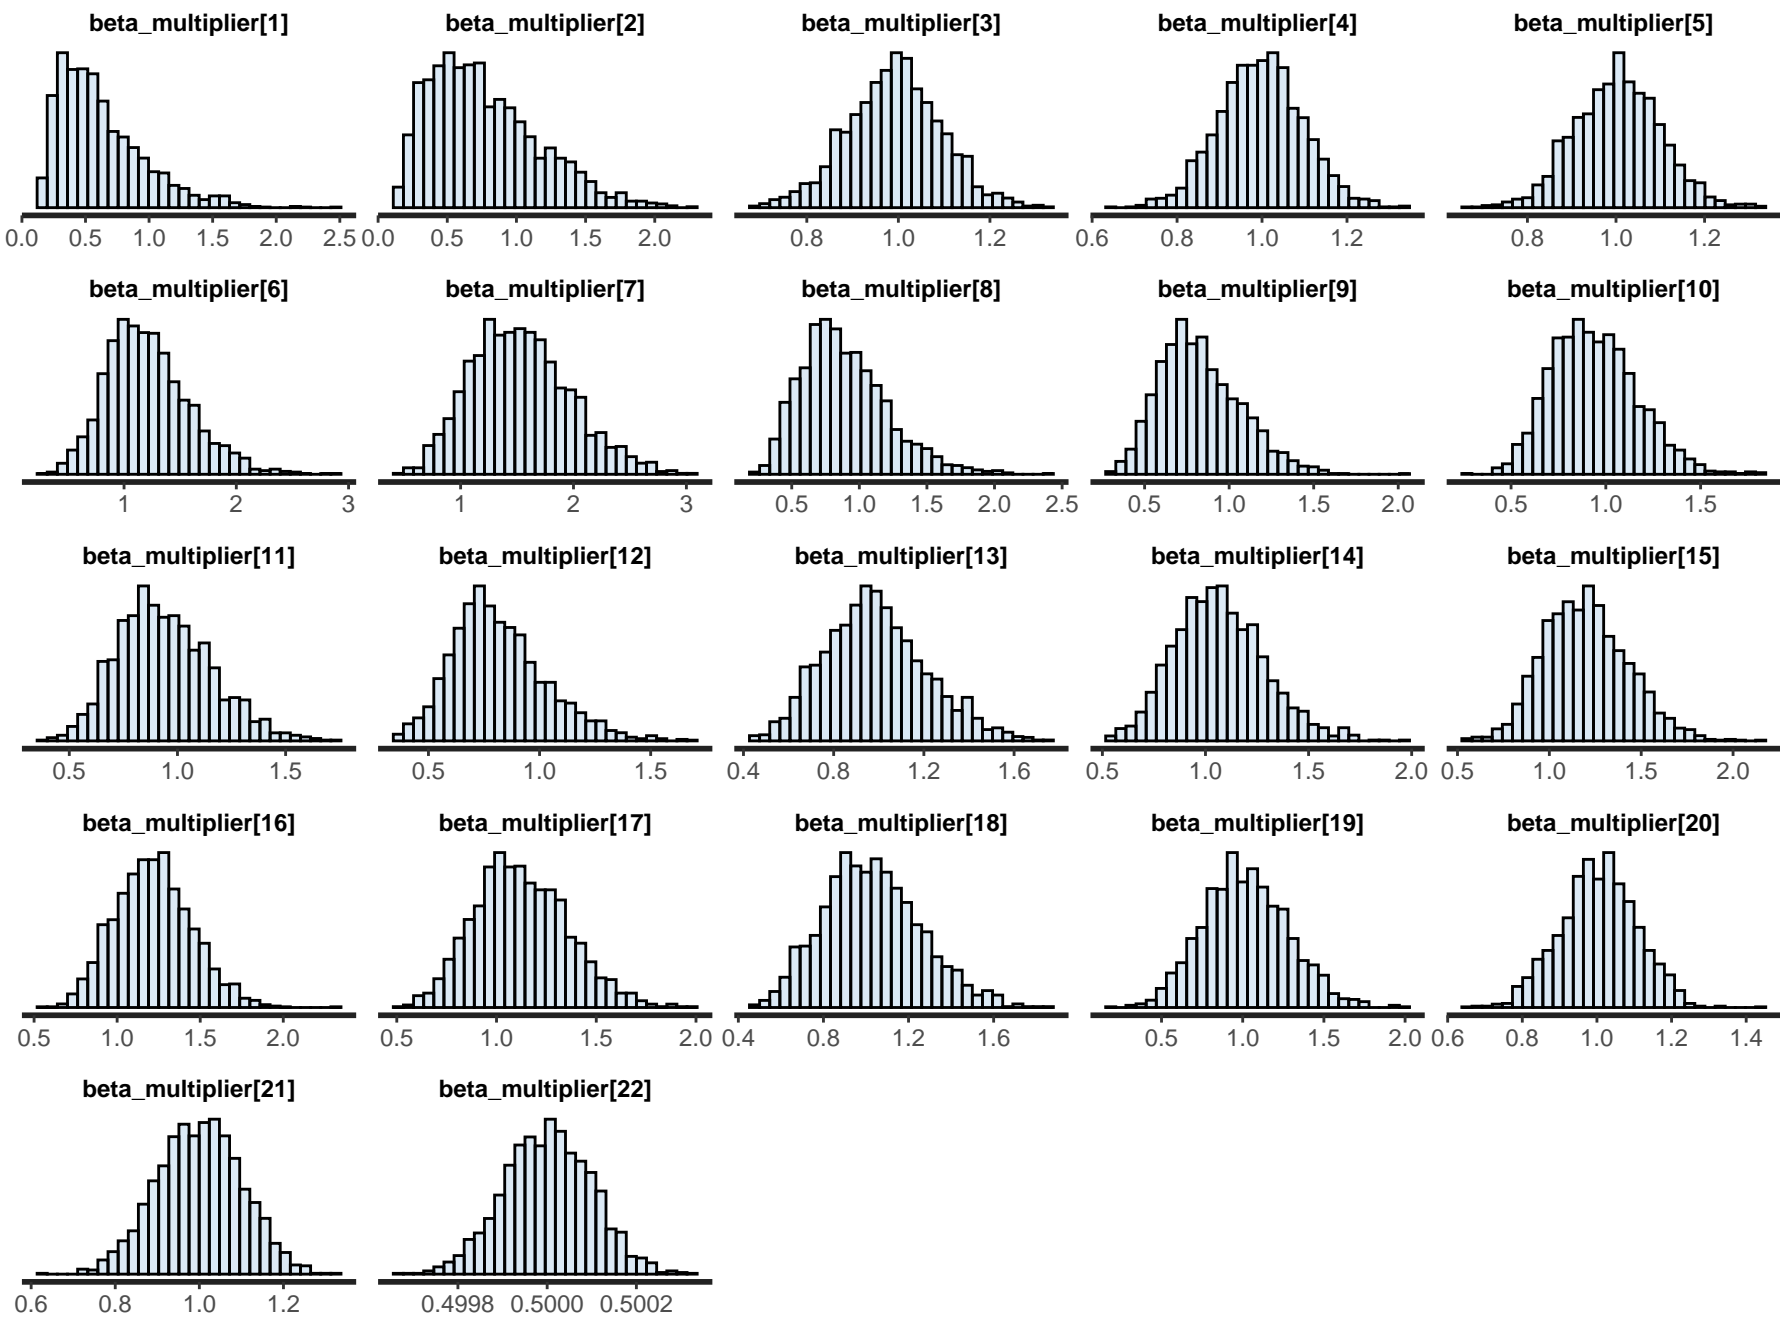 beta_multiplier[1] beta_multiplier[2] beta_multiplier[3] beta_multiplier[4] beta_multiplier[5]
0.0 0.5 1.0 1.5 2.0 2.5 0.0 0.5 1.0 1.5 2.0 0.8 1.0 1.2 0.6 0.8 1.0 1.2 0.8 1.0 1.2
beta_multiplier[6] beta_multiplier[7] beta_multiplier[8] beta_multiplier[9] beta_multiplier[10]
1 2 3 1 2 3 0.5 1.0 1.5 2.0 2.5 0.5 1.0 1.5 2.0 0.5 1.0 1.5
beta_multiplier[11] beta_multiplier[12] beta_multiplier[13] beta_multiplier[14] beta_multiplier[15]
0.5 1.0 1.5 0.5 1.0 1.5 0.4 0.8 1.2 1.6 0.5 1.0 1.5 2.0 0.5 1.0 1.5 2.0
beta_multiplier[16] beta_multiplier[17] beta_multiplier[18] beta_multiplier[19] beta_multiplier[20]
0.5 1.0 1.5 2.0 0.5 1.0 1.5 2.0 0.4 0.8 1.2 1.6 0.5 1.0 1.5 2.0 0.6 0.8 1.0 1.2 1.4
beta_multiplier[21] beta_multiplier[22]
0.6 0.8 1.0 1.2 0.4998 0.5000 0.5002